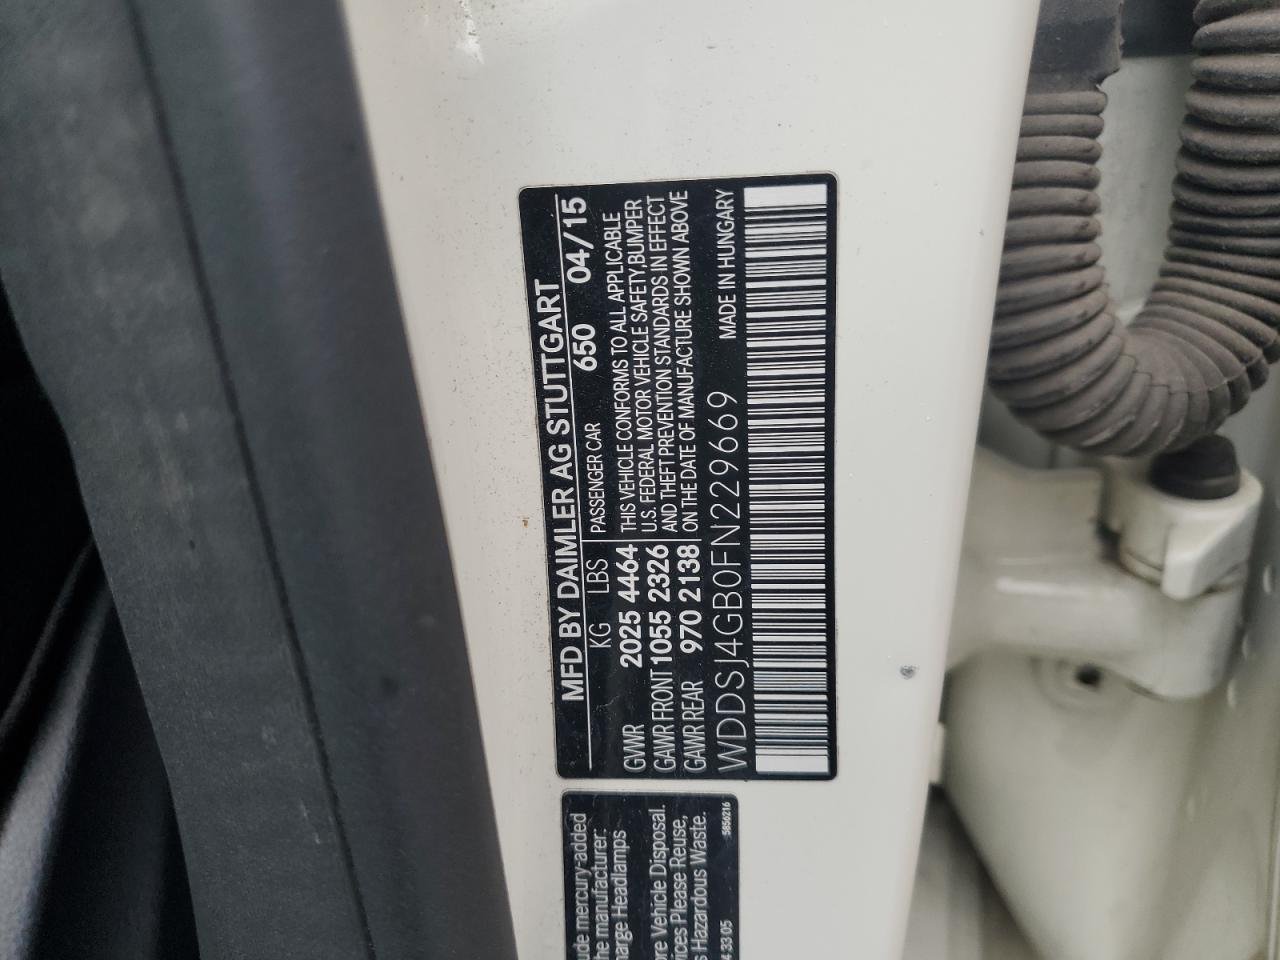 MFD BY DAIMLER AG STUTTGART
650 04/15
KG LBS PASSENGER CAR
GVWR 2025 4464 THIS VEHICLE CONFORMS TO ALL APPLICABLE
GAWR FRONT 1055 2326 U.S. FEDERAL MOTOR VEHICLE SAFETY,BUMPER
AND THEFT PREVENTION STANDARDS IN EFFECT
GAWR REAR 970 2138 ON THE DATE OF MANUFACTURE SHOWN ABOVE
WDDSJ4GB0FN229669 MADE IN HUNGARY
mercury-added
manufacturer:
Headlamps
Vehicle Disposal.
Please Reuse,
Hazardous Waste.
33 05 5856216